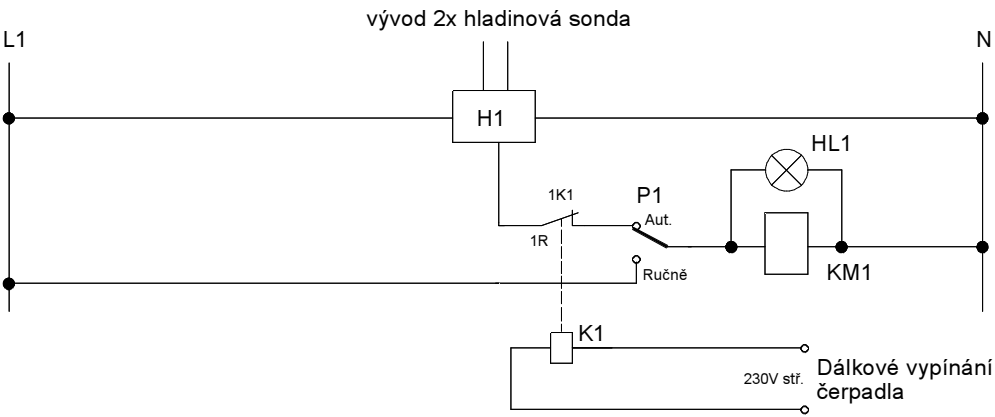 vývod 2x hladinová sonda
L1
N
H1
HL1
1K1
P1
Aut.
1R
Ručně
KM1
K1
230V stř.
Dálkové vypínání
čerpadla